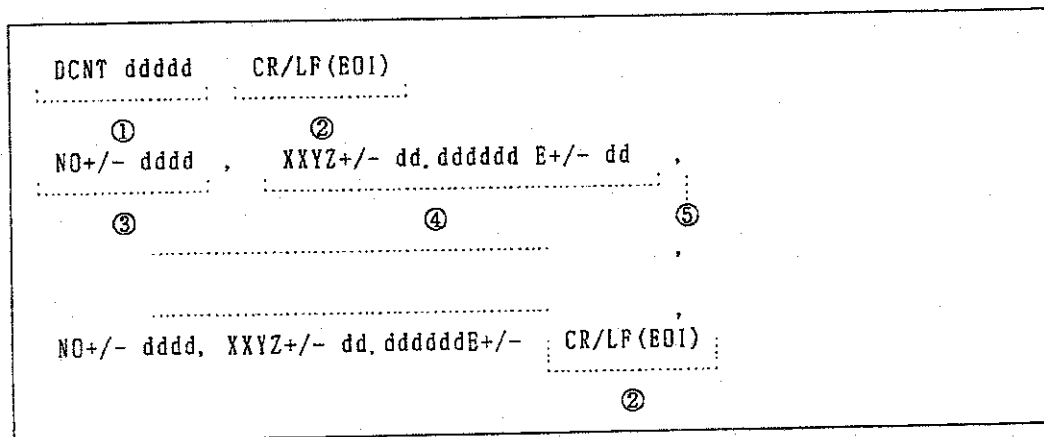 DCNT ddddd CR/LF(EOI)
① ②
NO+/- dddd , XXYZ+/- dd.dddddd E+/- dd ,
③ ④ ⑤
,
,
NO+/- dddd, XXYZ+/- dd.ddddddE+/- CR/LF(EOI)
②